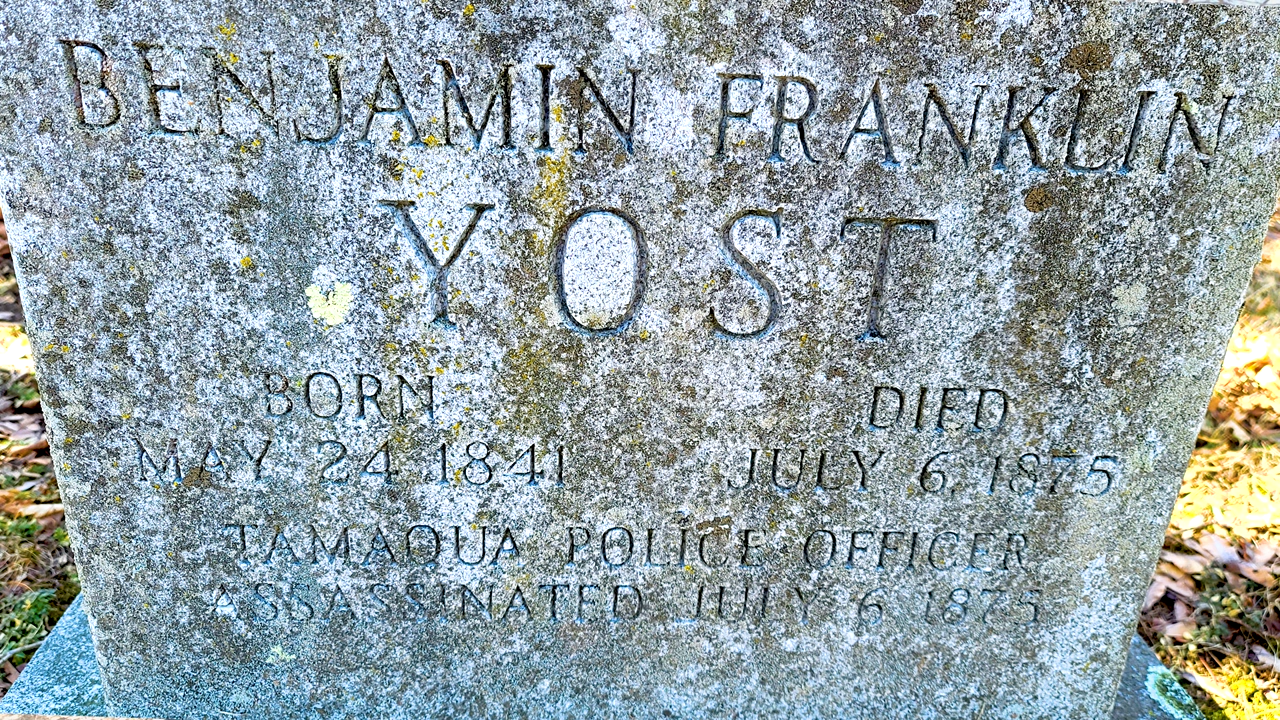 BENJAMIN FRANKLIN
YOST
BORN DIED
MAY 24 1841 JULY 6, 1875
TAMAQUA POLICE OFFICER
ASSASSINATED JULY 6 1875